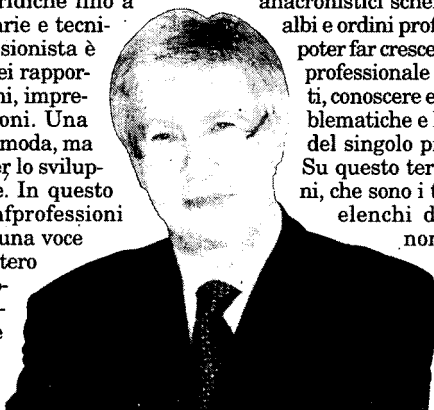 ridiche fino a
arie e tecni-
sionista è
ei rappor-
ni, impre-
oni. Una
moda, ma
er lo svilup-
e. In questo
nfprofessioni
una voce
tero
-
-
e
anacronistici sche
albi e ordini prof
poter far cresce
professionale
ti, conoscere e
blematiche e
del singolo p
Su questo ter
ni, che sono i t
elenchi d
non